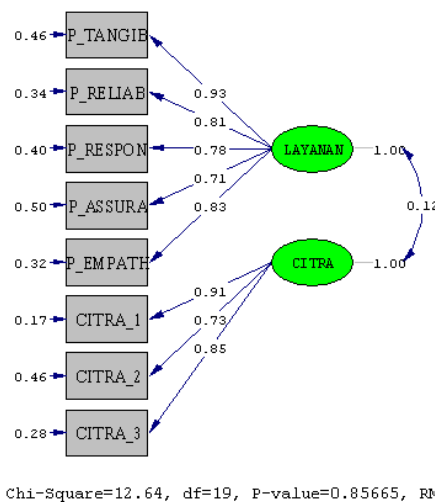 0.46 P_TANGIB
0.93
0.34 P_RELIAB
0.81
0.40 P_RESPON 0.78 LAYANAN 1.00
0.71
0.50 P_ASSURA 0.12
0.83
0.32 P_EMPATH CITRA 1.00
0.91
0.17 CITRA_1
0.73
0.46 CITRA_2
0.85
0.28 CITRA_3
Chi-Square=12.64, df=19, P-value=0.85665,